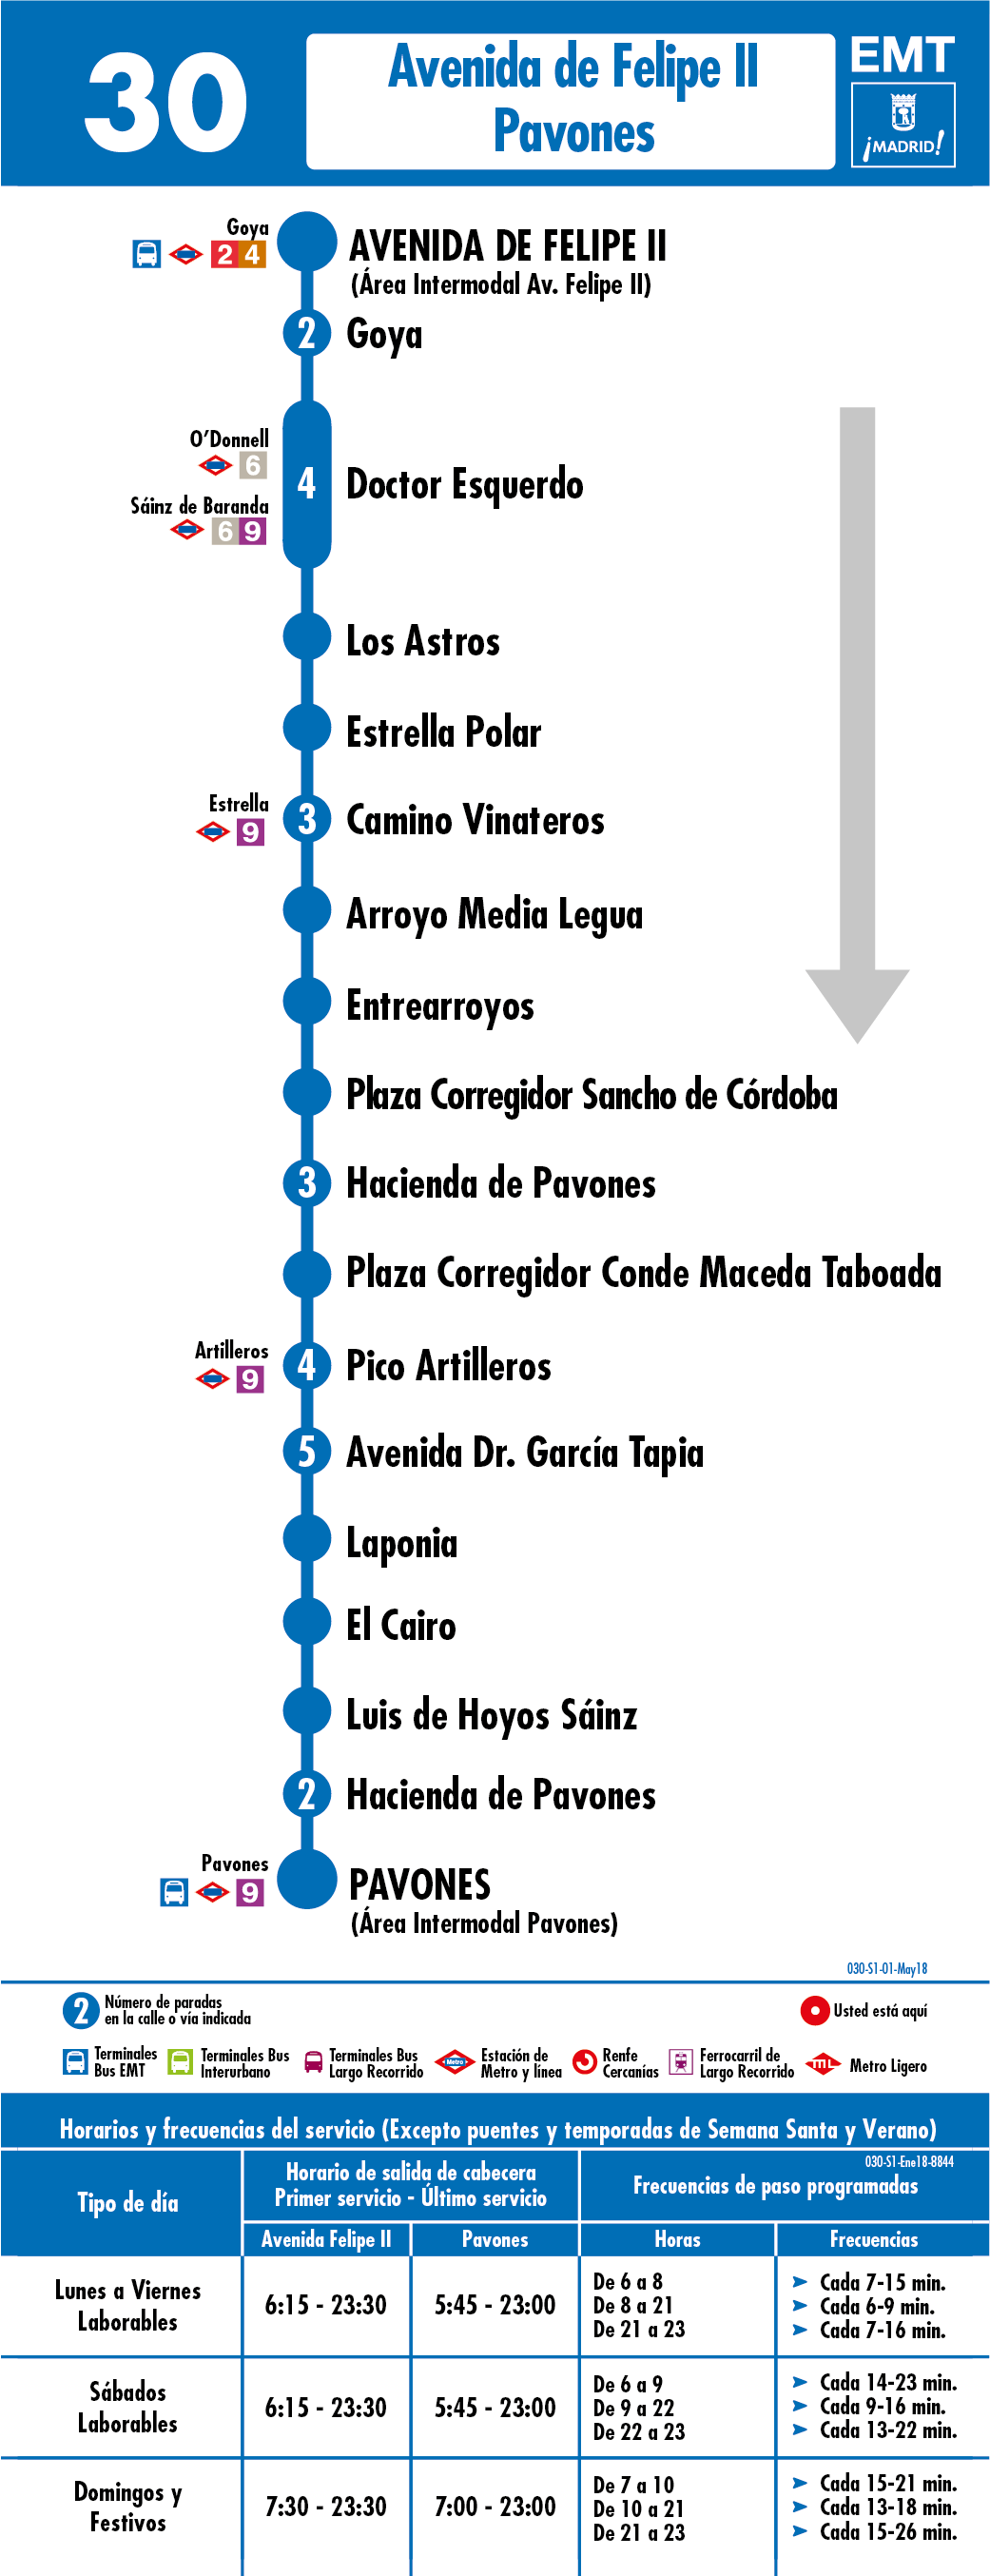 30
Avenida de Felipe II
Pavones
EMT
¡MADRID!
Goya
2 4
AVENIDA DE FELIPE II
(Área Intermodal Av. Felipe II)
2 Goya
O'Donnell
6
Sáinz de Baranda
6 9
4 Doctor Esquerdo
Los Astros
Estrella Polar
Estrella
9
3 Camino Vinateros
Arroyo Media Legua
Entrearroyos
Plaza Corregidor Sancho de Córdoba
3 Hacienda de Pavones
Plaza Corregidor Conde Maceda Taboada
Artilleros
9
4 Pico Artilleros
5 Avenida Dr. García Tapia
Laponia
El Cairo
Luis de Hoyos Sáinz
2 Hacienda de Pavones
Pavones
9
PAVONES
(Área Intermodal Pavones)
030-S1-01-May18
2 Número de paradas
en la calle o vía indicada
Usted está aquí
Terminales
Bus EMT
Terminales Bus
Interurbano
Terminales Bus
Largo Recorrido
Metro
Estación de
Metro y línea
Renfe
Cercanías
Ferrocarril de
Largo Recorrido
ML
Metro Ligero
Horarios y frecuencias del servicio (Excepto puentes y temporadas de Semana Santa y Verano)
030-S1-Ene18-8844
Tipo de día
Horario de salida de cabecera
Primer servicio - Último servicio
Frecuencias de paso programadas
Avenida Felipe II
Pavones
Horas
Frecuencias
Lunes a Viernes
Laborables
6:15 - 23:30
5:45 - 23:00
De 6 a 8 ➤ Cada 7-15 min.
De 8 a 21 ➤ Cada 6-9 min.
De 21 a 23 ➤ Cada 7-16 min.
Sábados
Laborables
6:15 - 23:30
5:45 - 23:00
De 6 a 9 ➤ Cada 14-23 min.
De 9 a 22 ➤ Cada 9-16 min.
De 22 a 23 ➤ Cada 13-22 min.
Domingos y
Festivos
7:30 - 23:30
7:00 - 23:00
De 7 a 10 ➤ Cada 15-21 min.
De 10 a 21 ➤ Cada 13-18 min.
De 21 a 23 ➤ Cada 15-26 min.